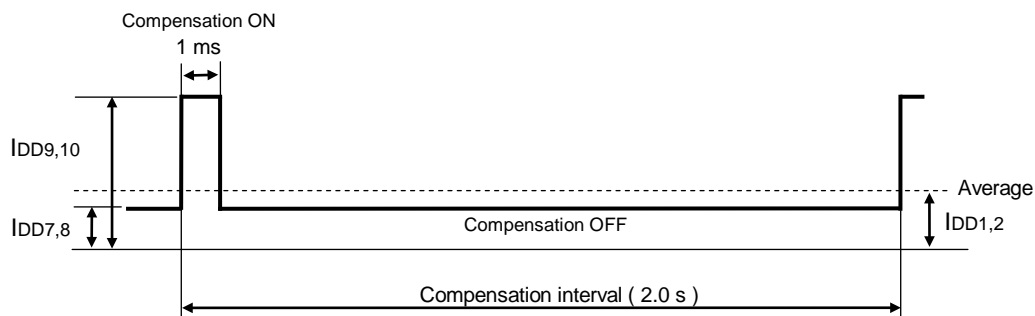 Compensation ON
1 ms
IDD9,10
Average
IDD7,8
Compensation OFF
IDD1,2
Compensation interval ( 2.0 s )